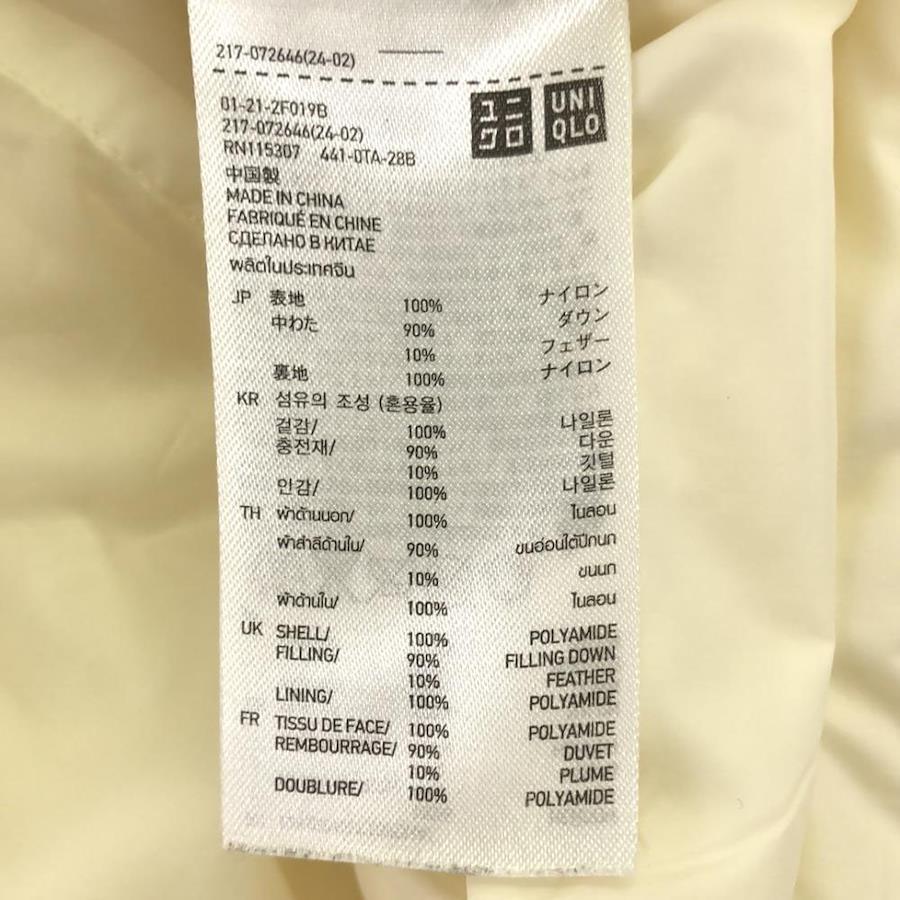 217-072646(24-02)
01-21-2F019B
217-072646(24-02)
RN115307 441-0TA-28B
ユニ
クロ
UNI
QLO
中国製
MADE IN CHINA
FABRIQUÉ EN CHINE
СДЕЛАНО В КИТАЕ
ผลิตในประเทศจีน
JP 表地 100% ナイロン
中わた 90% ダウン
10% フェザー
裏地 100% ナイロン
KR 섬유의 조성 (혼용율)
겉감/ 100% 나일론
충전재/ 90% 다운
10% 깃털
안감/ 100% 나일론
TH ผ้าด้านนอก/ 100% ไนลอน
ผ้าสำลีด้านใน/ 90% ขนอ่อนใต้ปีกนก
10% ขนนก
ผ้าด้านใน/ 100% ไนลอน
UK SHELL/ 100% POLYAMIDE
FILLING/ 90% FILLING DOWN
10% FEATHER
LINING/ 100% POLYAMIDE
FR TISSU DE FACE/ 100% POLYAMIDE
REMBOURRAGE/ 90% DUVET
10% PLUME
DOUBLURE/ 100% POLYAMIDE